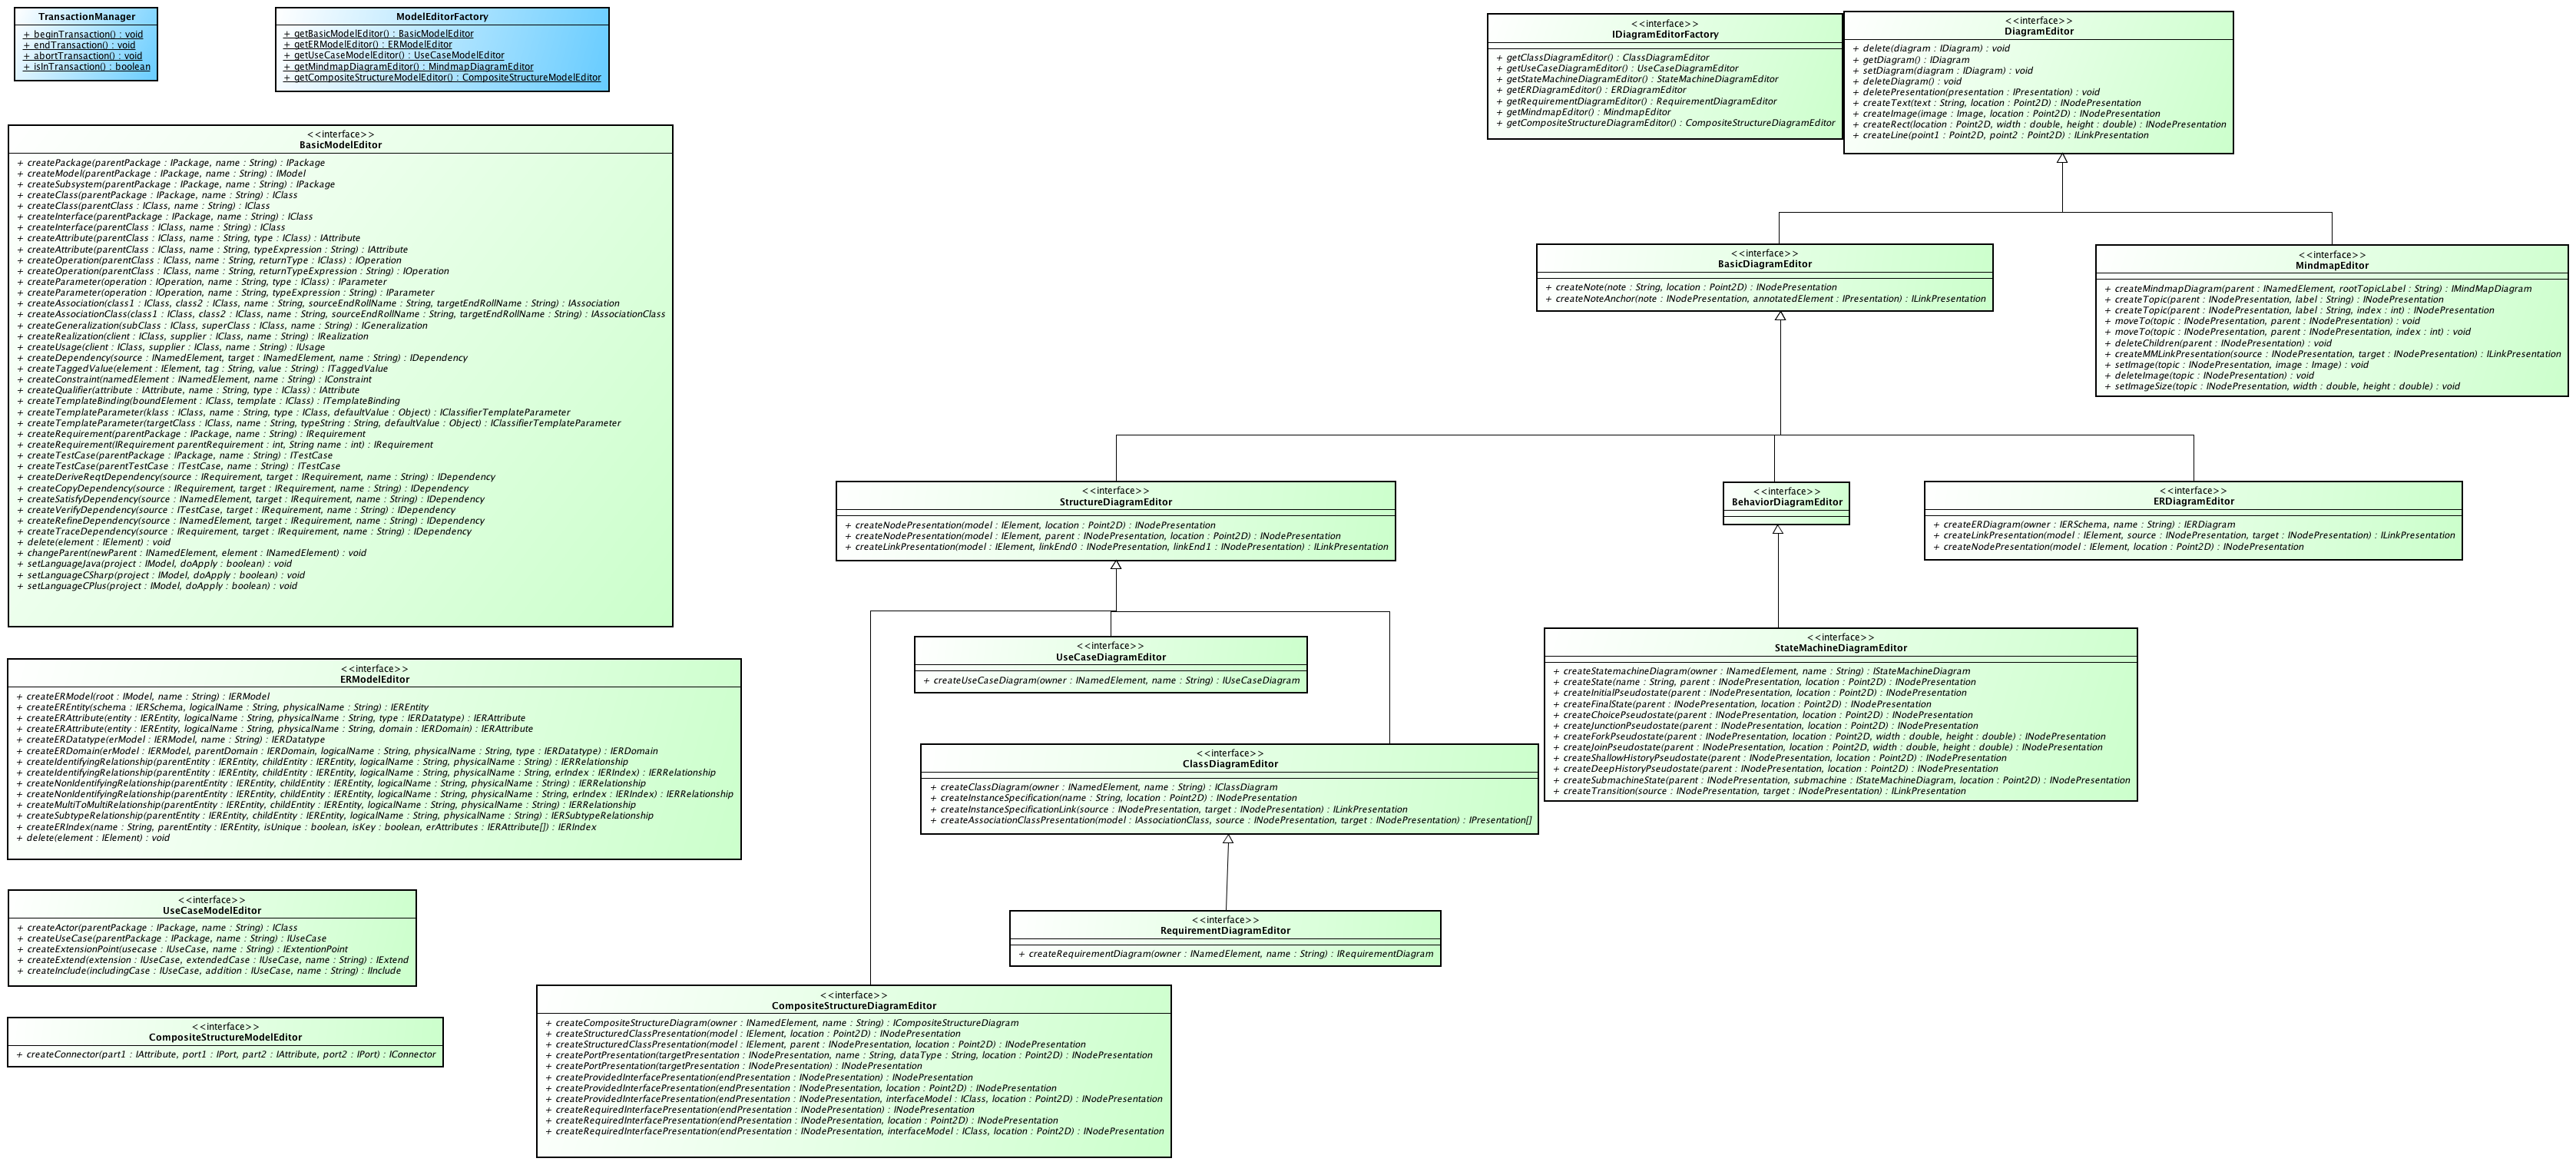 TransactionManager
+ beginTransaction() : void
+ endTransaction() : void
+ abortTransaction() : void
+ isInTransaction() : boolean
ModelEditorFactory
+ getBasicModelEditor() : BasicModelEditor
+ getERModelEditor() : ERModelEditor
+ getUseCaseModelEditor() : UseCaseModelEditor
+ getMindmapDiagramEditor() : MindmapDiagramEditor
+ getCompositeStructureModelEditor() : CompositeStructureModelEditor
<<interface>>
IDiagramEditorFactory
+ getClassDiagramEditor() : ClassDiagramEditor
+ getUseCaseDiagramEditor() : UseCaseDiagramEditor
+ getStateMachineDiagramEditor() : StateMachineDiagramEditor
+ getERDiagramEditor() : ERDiagramEditor
+ getRequirementDiagramEditor() : RequirementDiagramEditor
+ getMindmapEditor() : MindmapEditor
+ getCompositeStructureDiagramEditor() : CompositeStructureDiagramEditor
<<interface>>
DiagramEditor
+ delete(diagram : IDiagram) : void
+ getDiagram() : IDiagram
+ setDiagram(diagram : IDiagram) : void
+ deleteDiagram() : void
+ deletePresentation(presentation : IPresentation) : void
+ createText(text : String, location : Point2D) : INodePresentation
+ createImage(image : Image, location : Point2D) : INodePresentation
+ createRect(location : Point2D, width : double, height : double) : INodePresentation
+ createLine(point1 : Point2D, point2 : Point2D) : ILinkPresentation
<<interface>>
BasicModelEditor
+ createPackage(parentPackage : IPackage, name : String) : IPackage
+ createModel(parentPackage : IPackage, name : String) : IModel
+ createSubsystem(parentPackage : IPackage, name : String) : IPackage
+ createClass(parentPackage : IPackage, name : String) : IClass
+ createClass(parentClass : IClass, name : String) : IClass
+ createInterface(parentPackage : IPackage, name : String) : IClass
+ createInterface(parentClass : IClass, name : String) : IClass
+ createAttribute(parentClass : IClass, name : String, type : IClass) : IAttribute
+ createAttribute(parentClass : IClass, name : String, typeExpression : String) : IAttribute
+ createOperation(parentClass : IClass, name : String, returnType : IClass) : IOperation
+ createOperation(parentClass : IClass, name : String, returnTypeExpression : String) : IOperation
+ createParameter(operation : IOperation, name : String, type : IClass) : IParameter
+ createParameter(operation : IOperation, name : String, typeExpression : String) : IParameter
+ createAssociation(class1 : IClass, class2 : IClass, name : String, sourceEndRollName : String, targetEndRollName : String) : IAssociation
+ createAssociationClass(class1 : IClass, class2 : IClass, name : String, sourceEndRollName : String, targetEndRollName : String) : IAssociationClass
+ createGeneralization(subClass : IClass, superClass : IClass, name : String) : IGeneralization
+ createRealization(client : IClass, supplier : IClass, name : String) : IRealization
+ createUsage(client : IClass, supplier : IClass, name : String) : IUsage
+ createDependency(source : INamedElement, target : INamedElement, name : String) : IDependency
+ createTaggedValue(element : IElement, tag : String, value : String) : ITaggedValue
+ createConstraint(namedElement : INamedElement, name : String) : IConstraint
+ createQualifier(attribute : IAttribute, name : String, type : IClass) : IAttribute
+ createTemplateBinding(boundElement : IClass, template : IClass) : ITemplateBinding
+ createTemplateParameter(klass : IClass, name : String, type : IClass, defaultValue : Object) : IClassifierTemplateParameter
+ createTemplateParameter(targetClass : IClass, name : String, typeString : String, defaultValue : Object) : IClassifierTemplateParameter
+ createRequirement(parentPackage : IPackage, name : String) : IRequirement
+ createRequirement(IRequirement parentRequirement : int, String name : int) : IRequirement
+ createTestCase(parentPackage : IPackage, name : String) : ITestCase
+ createTestCase(parentTestCase : ITestCase, name : String) : ITestCase
+ createDeriveReqtDependency(source : IRequirement, target : IRequirement, name : String) : IDependency
+ createCopyDependency(source : IRequirement, target : IRequirement, name : String) : IDependency
+ createSatisfyDependency(source : INamedElement, target : IRequirement, name : String) : IDependency
+ createVerifyDependency(source : ITestCase, target : IRequirement, name : String) : IDependency
+ createRefineDependency(source : INamedElement, target : IRequirement, name : String) : IDependency
+ createTraceDependency(source : IRequirement, target : IRequirement, name : String) : IDependency
+ delete(element : IElement) : void
+ changeParent(newParent : INamedElement, element : INamedElement) : void
+ setLanguageJava(project : IModel, doApply : boolean) : void
+ setLanguageCSharp(project : IModel, doApply : boolean) : void
+ setLanguageCPlus(project : IModel, doApply : boolean) : void
<<interface>>
BasicDiagramEditor
+ createNote(note : String, location : Point2D) : INodePresentation
+ createNoteAnchor(note : INodePresentation, annotatedElement : IPresentation) : ILinkPresentation
<<interface>>
MindmapEditor
+ createMindmapDiagram(parent : INamedElement, rootTopicLabel : String) : IMindMapDiagram
+ createTopic(parent : INodePresentation, label : String) : INodePresentation
+ createTopic(parent : INodePresentation, label : String, index : int) : INodePresentation
+ moveTo(topic : INodePresentation, parent : INodePresentation) : void
+ moveTo(topic : INodePresentation, parent : INodePresentation, index : int) : void
+ deleteChildren(parent : INodePresentation) : void
+ createMMLinkPresentation(source : INodePresentation, target : INodePresentation) : ILinkPresentation
+ setImage(topic : INodePresentation, image : Image) : void
+ deleteImage(topic : INodePresentation) : void
+ setImageSize(topic : INodePresentation, width : double, height : double) : void
<<interface>>
StructureDiagramEditor
+ createNodePresentation(model : IElement, location : Point2D) : INodePresentation
+ createNodePresentation(model : IElement, parent : INodePresentation, location : Point2D) : INodePresentation
+ createLinkPresentation(model : IElement, linkEnd0 : INodePresentation, linkEnd1 : INodePresentation) : ILinkPresentation
<<interface>>
BehaviorDiagramEditor
<<interface>>
ERDiagramEditor
+ createERDiagram(owner : IERSchema, name : String) : IERDiagram
+ createLinkPresentation(model : IElement, source : INodePresentation, target : INodePresentation) : ILinkPresentation
+ createNodePresentation(model : IElement, location : Point2D) : INodePresentation
<<interface>>
UseCaseDiagramEditor
+ createUseCaseDiagram(owner : INamedElement, name : String) : IUseCaseDiagram
<<interface>>
StateMachineDiagramEditor
+ createStatemachineDiagram(owner : INamedElement, name : String) : IStateMachineDiagram
+ createState(name : String, parent : INodePresentation, location : Point2D) : INodePresentation
+ createInitialPseudostate(parent : INodePresentation, location : Point2D) : INodePresentation
+ createFinalState(parent : INodePresentation, location : Point2D) : INodePresentation
+ createChoicePseudostate(parent : INodePresentation, location : Point2D) : INodePresentation
+ createJunctionPseudostate(parent : INodePresentation, location : Point2D) : INodePresentation
+ createForkPseudostate(parent : INodePresentation, location : Point2D, width : double, height : double) : INodePresentation
+ createJoinPseudostate(parent : INodePresentation, location : Point2D, width : double, height : double) : INodePresentation
+ createShallowHistoryPseudostate(parent : INodePresentation, location : Point2D) : INodePresentation
+ createDeepHistoryPseudostate(parent : INodePresentation, location : Point2D) : INodePresentation
+ createSubmachineState(parent : INodePresentation, submachine : IStateMachineDiagram, location : Point2D) : INodePresentation
+ createTransition(source : INodePresentation, target : INodePresentation) : ILinkPresentation
<<interface>>
ERModelEditor
+ createERModel(root : IModel, name : String) : IERModel
+ createEREntity(schema : IERSchema, logicalName : String, physicalName : String) : IEREntity
+ createERAttribute(entity : IEREntity, logicalName : String, physicalName : String, type : IERDatatype) : IERAttribute
+ createERAttribute(entity : IEREntity, logicalName : String, physicalName : String, domain : IERDomain) : IERAttribute
+ createERDatatype(erModel : IERModel, name : String) : IERDatatype
+ createERDomain(erModel : IERModel, parentDomain : IERDomain, logicalName : String, physicalName : String, type : IERDatatype) : IERDomain
+ createIdentifyingRelationship(parentEntity : IEREntity, childEntity : IEREntity, logicalName : String, physicalName : String) : IERRelationship
+ createIdentifyingRelationship(parentEntity : IEREntity, childEntity : IEREntity, logicalName : String, physicalName : String, erIndex : IERIndex) : IERRelationship
+ createNonIdentifyingRelationship(parentEntity : IEREntity, childEntity : IEREntity, logicalName : String, physicalName : String) : IERRelationship
+ createNonIdentifyingRelationship(parentEntity : IEREntity, childEntity : IEREntity, logicalName : String, physicalName : String, erIndex : IERIndex) : IERRelationship
+ createMultiToMultiRelationship(parentEntity : IEREntity, childEntity : IEREntity, logicalName : String, physicalName : String) : IERRelationship
+ createSubtypeRelationship(parentEntity : IEREntity, childEntity : IEREntity, logicalName : String, physicalName : String) : IERSubtypeRelationship
+ createERIndex(name : String, parentEntity : IEREntity, isUnique : boolean, isKey : boolean, erAttributes : IERAttribute[]) : IERIndex
+ delete(element : IElement) : void
<<interface>>
ClassDiagramEditor
+ createClassDiagram(owner : INamedElement, name : String) : IClassDiagram
+ createInstanceSpecification(name : String, location : Point2D) : INodePresentation
+ createInstanceSpecificationLink(source : INodePresentation, target : INodePresentation) : ILinkPresentation
+ createAssociationClassPresentation(model : IAssociationClass, source : INodePresentation, target : INodePresentation) : IPresentation[]
<<interface>>
UseCaseModelEditor
+ createActor(parentPackage : IPackage, name : String) : IClass
+ createUseCase(parentPackage : IPackage, name : String) : IUseCase
+ createExtensionPoint(usecase : IUseCase, name : String) : IExtentionPoint
+ createExtend(extension : IUseCase, extendedCase : IUseCase, name : String) : IExtend
+ createInclude(includingCase : IUseCase, addition : IUseCase, name : String) : IInclude
<<interface>>
RequirementDiagramEditor
+ createRequirementDiagram(owner : INamedElement, name : String) : IRequirementDiagram
<<interface>>
CompositeStructureModelEditor
+ createConnector(part1 : IAttribute, port1 : IPort, part2 : IAttribute, port2 : IPort) : IConnector
<<interface>>
CompositeStructureDiagramEditor
+ createCompositeStructureDiagram(owner : INamedElement, name : String) : ICompositeStructureDiagram
+ createStructuredClassPresentation(model : IElement, location : Point2D) : INodePresentation
+ createStructuredClassPresentation(model : IElement, parent : INodePresentation, location : Point2D) : INodePresentation
+ createPortPresentation(targetPresentation : INodePresentation, name : String, dataType : String, location : Point2D) : INodePresentation
+ createPortPresentation(targetPresentation : INodePresentation) : INodePresentation
+ createProvidedInterfacePresentation(endPresentation : INodePresentation) : INodePresentation
+ createProvidedInterfacePresentation(endPresentation : INodePresentation, location : Point2D) : INodePresentation
+ createProvidedInterfacePresentation(endPresentation : INodePresentation, interfaceModel : IClass, location : Point2D) : INodePresentation
+ createRequiredInterfacePresentation(endPresentation : INodePresentation) : INodePresentation
+ createRequiredInterfacePresentation(endPresentation : INodePresentation, location : Point2D) : INodePresentation
+ createRequiredInterfacePresentation(endPresentation : INodePresentation, interfaceModel : IClass, location : Point2D) : INodePresentation